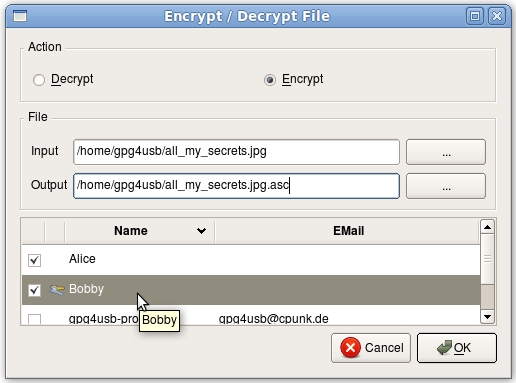 Encrypt / Decrypt File
Action
Decrypt
Encrypt
File
Input /home/gpg4usb/all_my_secrets.jpg ...
Output /home/gpg4usb/all_my_secrets.jpg.asc ...
Name EMail
Alice
Bobby
gpg4usb-pro gpg4usb@cpunk.de
Bobby
Cancel OK